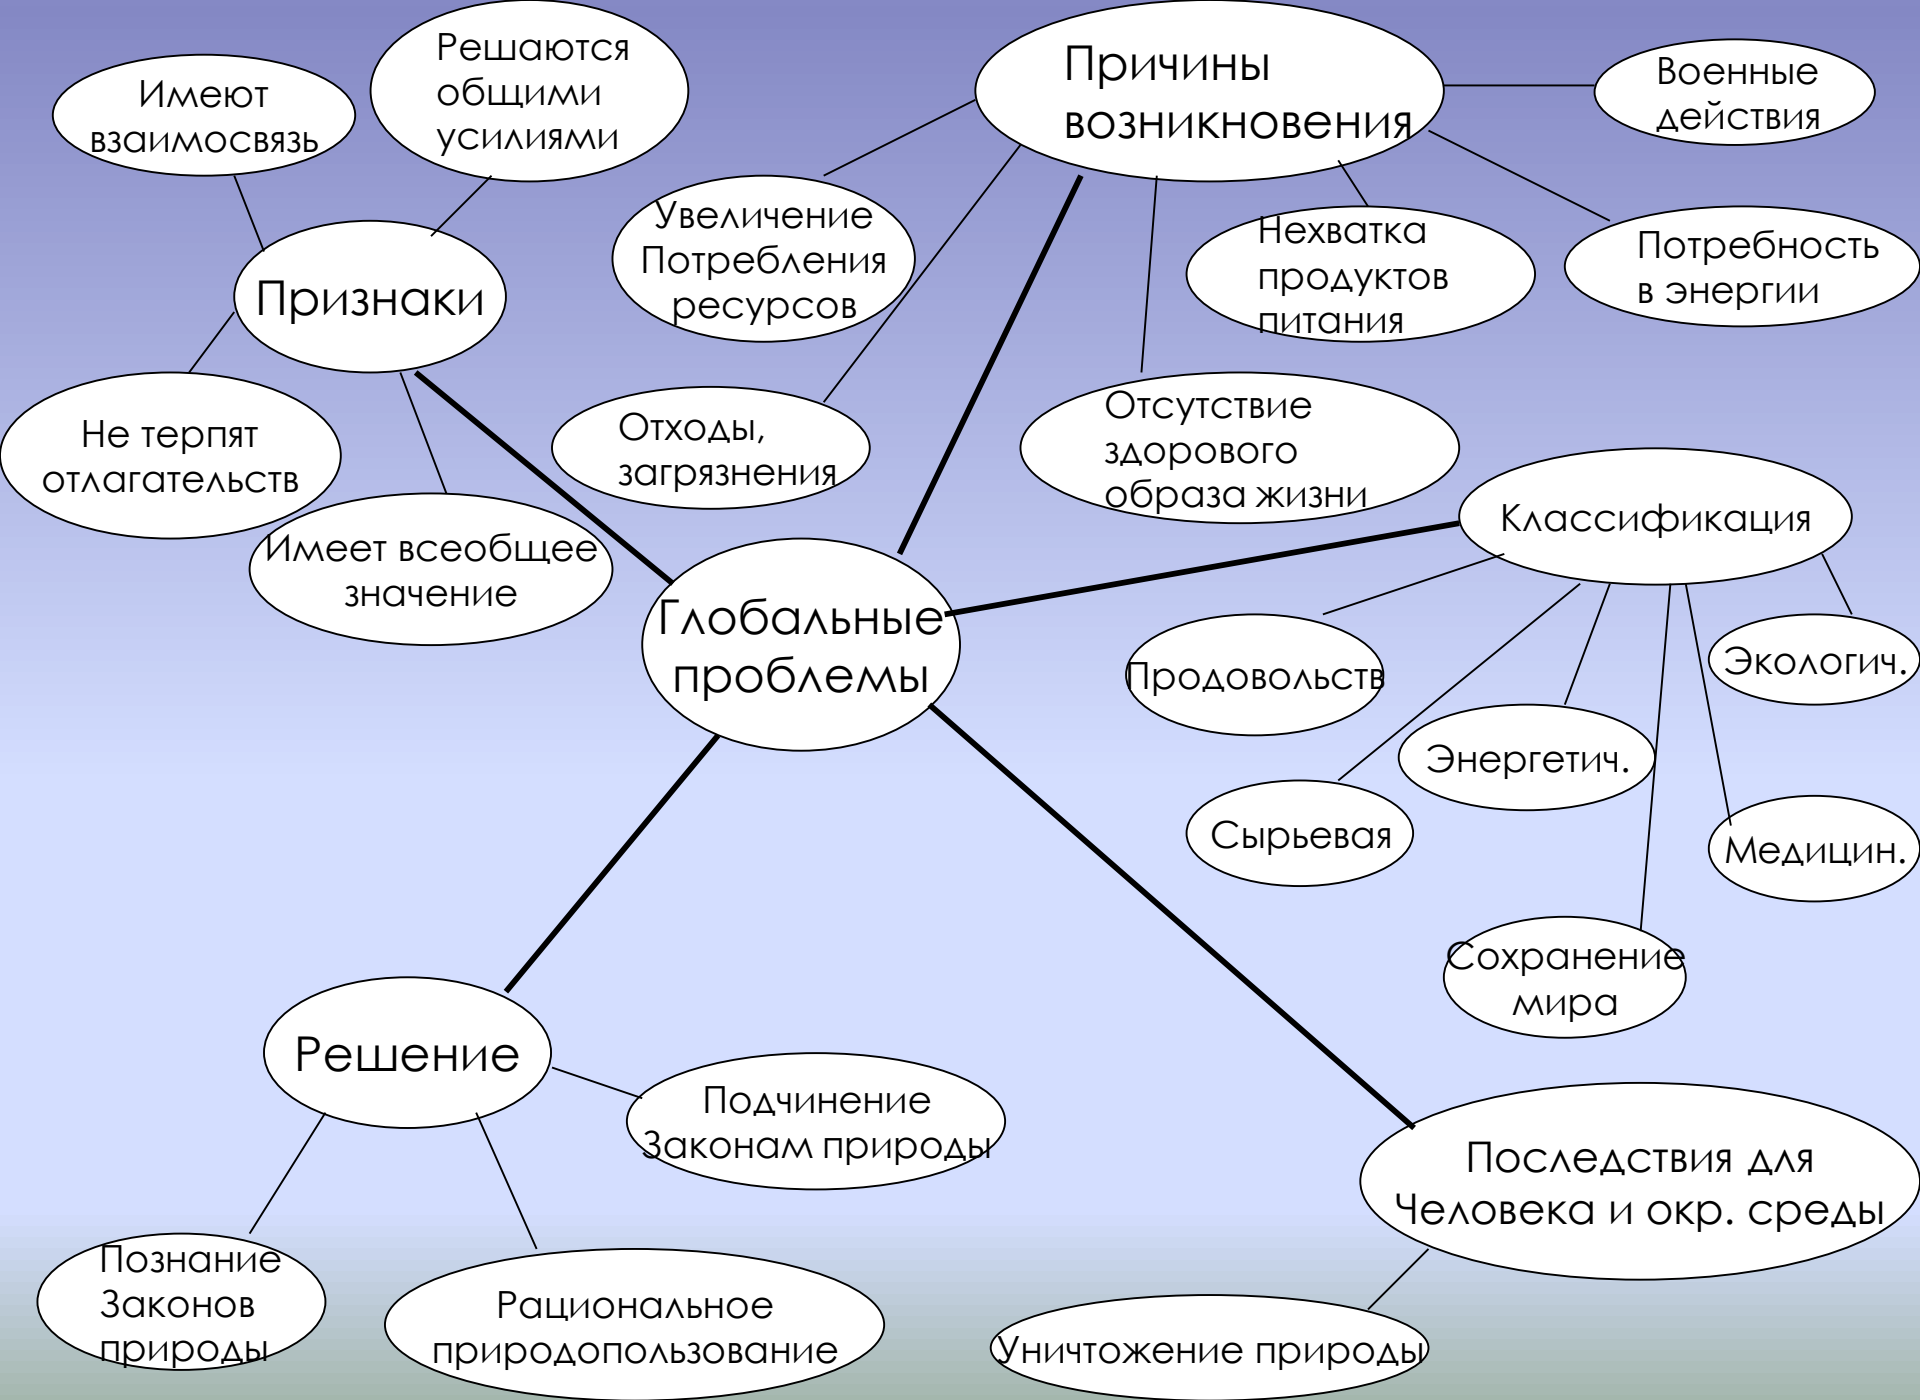 Решаются
общими
усилиями
Имеют
взаимосвязь
Причины
возникновения
Военные
действия
Увеличение
Потребления
ресурсов
Нехватка
продуктов
питания
Потребность
в энергии
Признаки
Отсутствие
здорового
образа жизни
Отходы,
загрязнения
Не терпят
отлагательств
Классификация
Имеет всеобщее
значение
Глобальные
проблемы
Продовольств
Экологич.
Энергетич.
Сырьевая
Медицин.
Сохранение
мира
Решение
Подчинение
Законам природы
Последствия для
Человека и окр. среды
Познание
Законов
природы
Рациональное
природопользование
Уничтожение природы